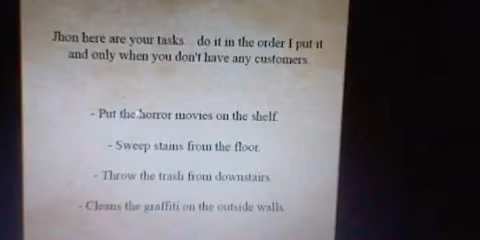 Jhon here are your tasks... do it in the order I put it
and only when you don't have any customers.
- Put the horror movies on the shelf.
- Sweep stains from the floor.
- Throw the trash from downstairs.
- Cleans the graffiti on the outside walls.